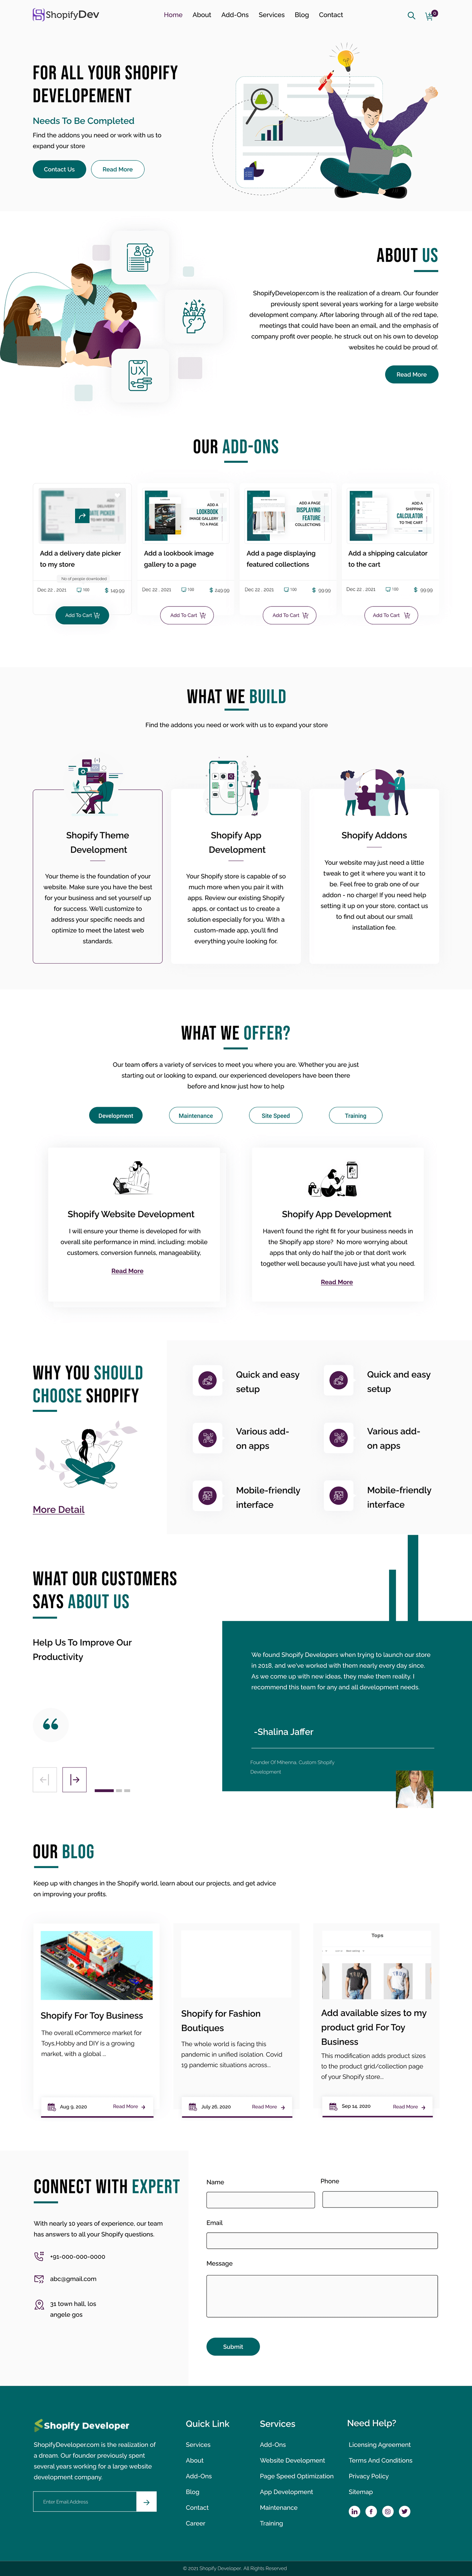 ShopifyDev
Home About Add-Ons Services Blog Contact
0
FOR ALL YOUR SHOPIFY
DEVELOPEMENT
Needs To Be Completed
Find the addons you need or work with us to
expand your store
Contact Us Read More
ABOUT US
ShopifyDeveloper.com is the realization of a dream. Our founder
previously spent several years working for a large website
development company. After laboring through all of the red tape,
meetings that could have been an email, and the emphasis of
company profit over people, he struck out on his own to develop
websites he could be proud of.
Read More
UX
OUR ADD-ONS
ADD A
LOOKBOOK
IMAGE GALLERY
TO A PAGE
ADD A PAGE
DISPLAYING
FEATURE
COLLECTIONS
ADD A
SHIPPING
CALCULATOR
TO THE CART
Add a delivery date picker
to my store
Add a lookbook image
gallery to a page
Add a page displaying
featured collections
Add a shipping calculator
to the cart
No of people downloaded
Dec 22 , 2021 100 $ 149.99
Dec 22 , 2021 100 $ 249.99
Dec 22 , 2021 100 $ 99.99
Dec 22 , 2021 100 $ 99.99
Add To Cart Add To Cart Add To Cart Add To Cart
WHAT WE BUILD
Find the addons you need or work with us to expand your store
Shopify Theme
Development
Your theme is the foundation of your
website. Make sure you have the best
for your business and set yourself up
for success. We'll customize to
address your specific needs and
optimize to meet the latest web
standards.
Shopify App
Development
Your Shopify store is capable of so
much more when you pair it with
apps. Review our existing Shopify
apps, or contact us to create a
solution especially for you. With a
custom-made app, you'll find
everything you're looking for.
Shopify Addons
Your website may just need a little
tweak to get it where you want it to
be. Feel free to grab one of our
addon - no charge! If you need help
setting it up on your store, contact us
to find out about our small
installation fee.
WHAT WE OFFER?
Our team offers a variety of services to meet you where you are. Whether you are just
starting out or looking to expand, our experienced developers have been there
before and know just how to help
Development Maintenance Site Speed Training
Shopify Website Development
I will ensure your theme is developed for with
overall site performance in mind, including: mobile
customers, conversion funnels, manageability,
Read More
Shopify App Development
Haven't found the right fit for your business needs in
the Shopify app store? No more worrying about
apps that only do half the job or that don't work
together well because you'll have just what you need.
Read More
WHY YOU SHOULD
CHOOSE SHOPIFY
More Detail
Quick and easy
setup
Quick and easy
setup
Various add-
on apps
Various add-
on apps
Mobile-friendly
interface
Mobile-friendly
interface
WHAT OUR CUSTOMERS
SAYS ABOUT US
Help Us To Improve Our
Productivity
We found Shopify Developers when trying to launch our store
in 2018, and we've worked with them nearly every day since.
As we come up with new ideas, they make them reality. I
recommend this team for any and all development needs.
-Shalina Jaffer
Founder Of Mihenna, Custom Shopify
Development
OUR BLOG
Keep up with changes in the Shopify world, learn about our projects, and get advice
on improving your profits.
Shopify For Toy Business
The overall eCommerce market for
Toys,Hobby and DIY is a growing
market, with a global ...
Aug 9, 2020 Read More
Shopify for Fashion
Boutiques
The whole world is facing this
pandemic in unified isolation. Covid
19 pandemic situations across...
July 26, 2020 Read More
Tops
Add available sizes to my
product grid For Toy
Business
This modification adds product sizes
to the product grid/collection page
of your Shopify store...
Sep 14, 2020 Read More
CONNECT WITH EXPERT
With nearly 10 years of experience, our team
has answers to all your Shopify questions.
+91-000-000-0000
abc@gmail.com
31 town hall, los
angele gos
Name Phone
Email
Message
Submit
Shopify Developer
ShopifyDeveloper.com is the realization of
a dream. Our founder previously spent
several years working for a large website
development company.
Enter Email Address
Quick Link
Services
About
Add-Ons
Blog
Contact
Career
Services
Add-Ons
Website Development
Page Speed Optimization
App Development
Maintenance
Training
Need Help?
Licensing Agreement
Terms And Conditions
Privacy Policy
Sitemap
© 2021 Shopify Developer. All Rights Reserved